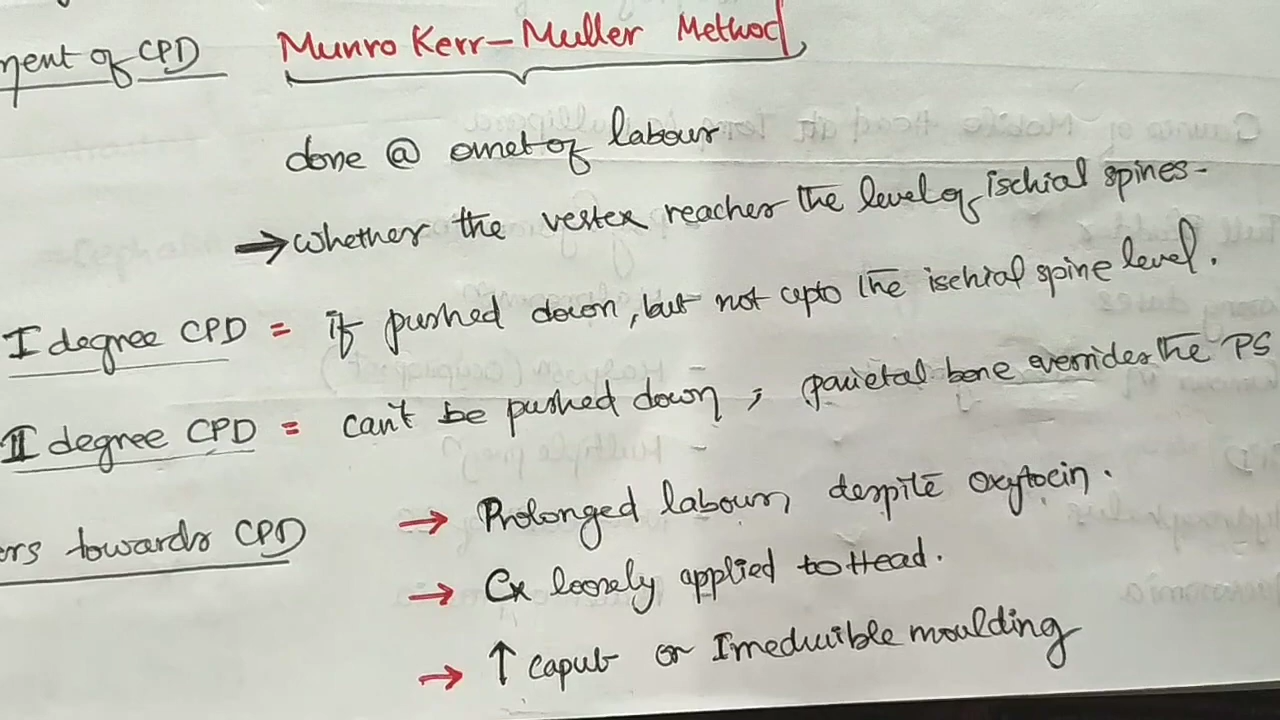 ment of CPD Munro Kerr-Muller Method
done @ onset of labour
→ whether the vertex reaches the level of ischial spines-
I degree CPD = if pushed down, but not upto the ischial spine level.
II degree CPD = can't be pushed down, parietal bone overrides the PS
ers towards CPD → Prolonged labour, despite oxytocin.
→ Cx loosely applied to Head.
→ ↑ caput or Irreducible moulding